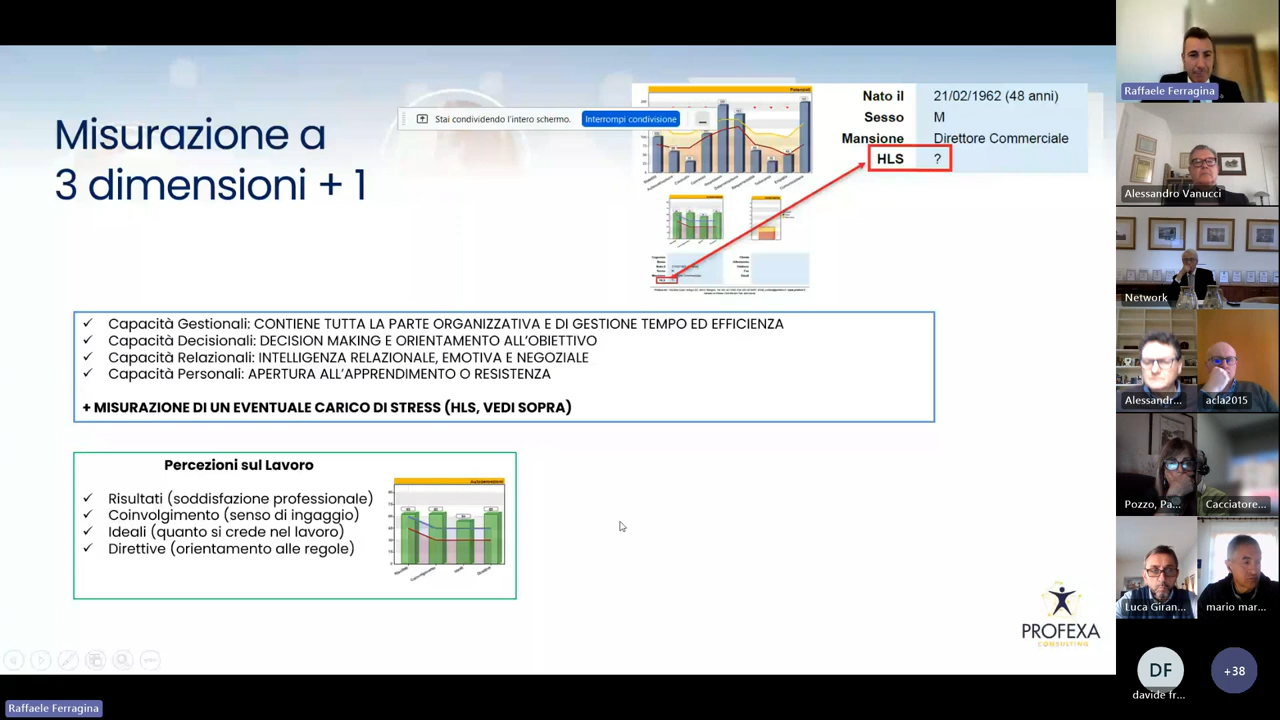 Misurazione a
3 dimensioni + 1
Stai condividendo l'intero schermo.
Interrompi condivisione
Potenziali
Nato il 21/02/1962 (48 anni)
Sesso M
Mansione Direttore Commerciale
HLS ?
HLS
✓ Capacità Gestionali: CONTIENE TUTTA LA PARTE ORGANIZZATIVA E DI GESTIONE TEMPO ED EFFICIENZA
✓ Capacità Decisionali: DECISION MAKING E ORIENTAMENTO ALL'OBIETTIVO
✓ Capacità Relazionali: INTELLIGENZA RELAZIONALE, EMOTIVA E NEGOZIALE
✓ Capacità Personali: APERTURA ALL'APPRENDIMENTO O RESISTENZA
+ MISURAZIONE DI UN EVENTUALE CARICO DI STRESS (HLS, VEDI SOPRA)
Percezioni sul Lavoro
✓ Risultati (soddisfazione professionale)
✓ Coinvolgimento (senso di ingaggio)
✓ Ideali (quanto si crede nel lavoro)
✓ Direttive (orientamento alle regole)
PROFEXA
CONSULTING
Raffaele Ferragina
Raffaele Ferragina
Alessandro Vanucci
Network
Alessandr...
acla2015
Pozzo, Pa...
Cacciatore...
Luca Giran...
mario mar...
DF
davide fr...
+38